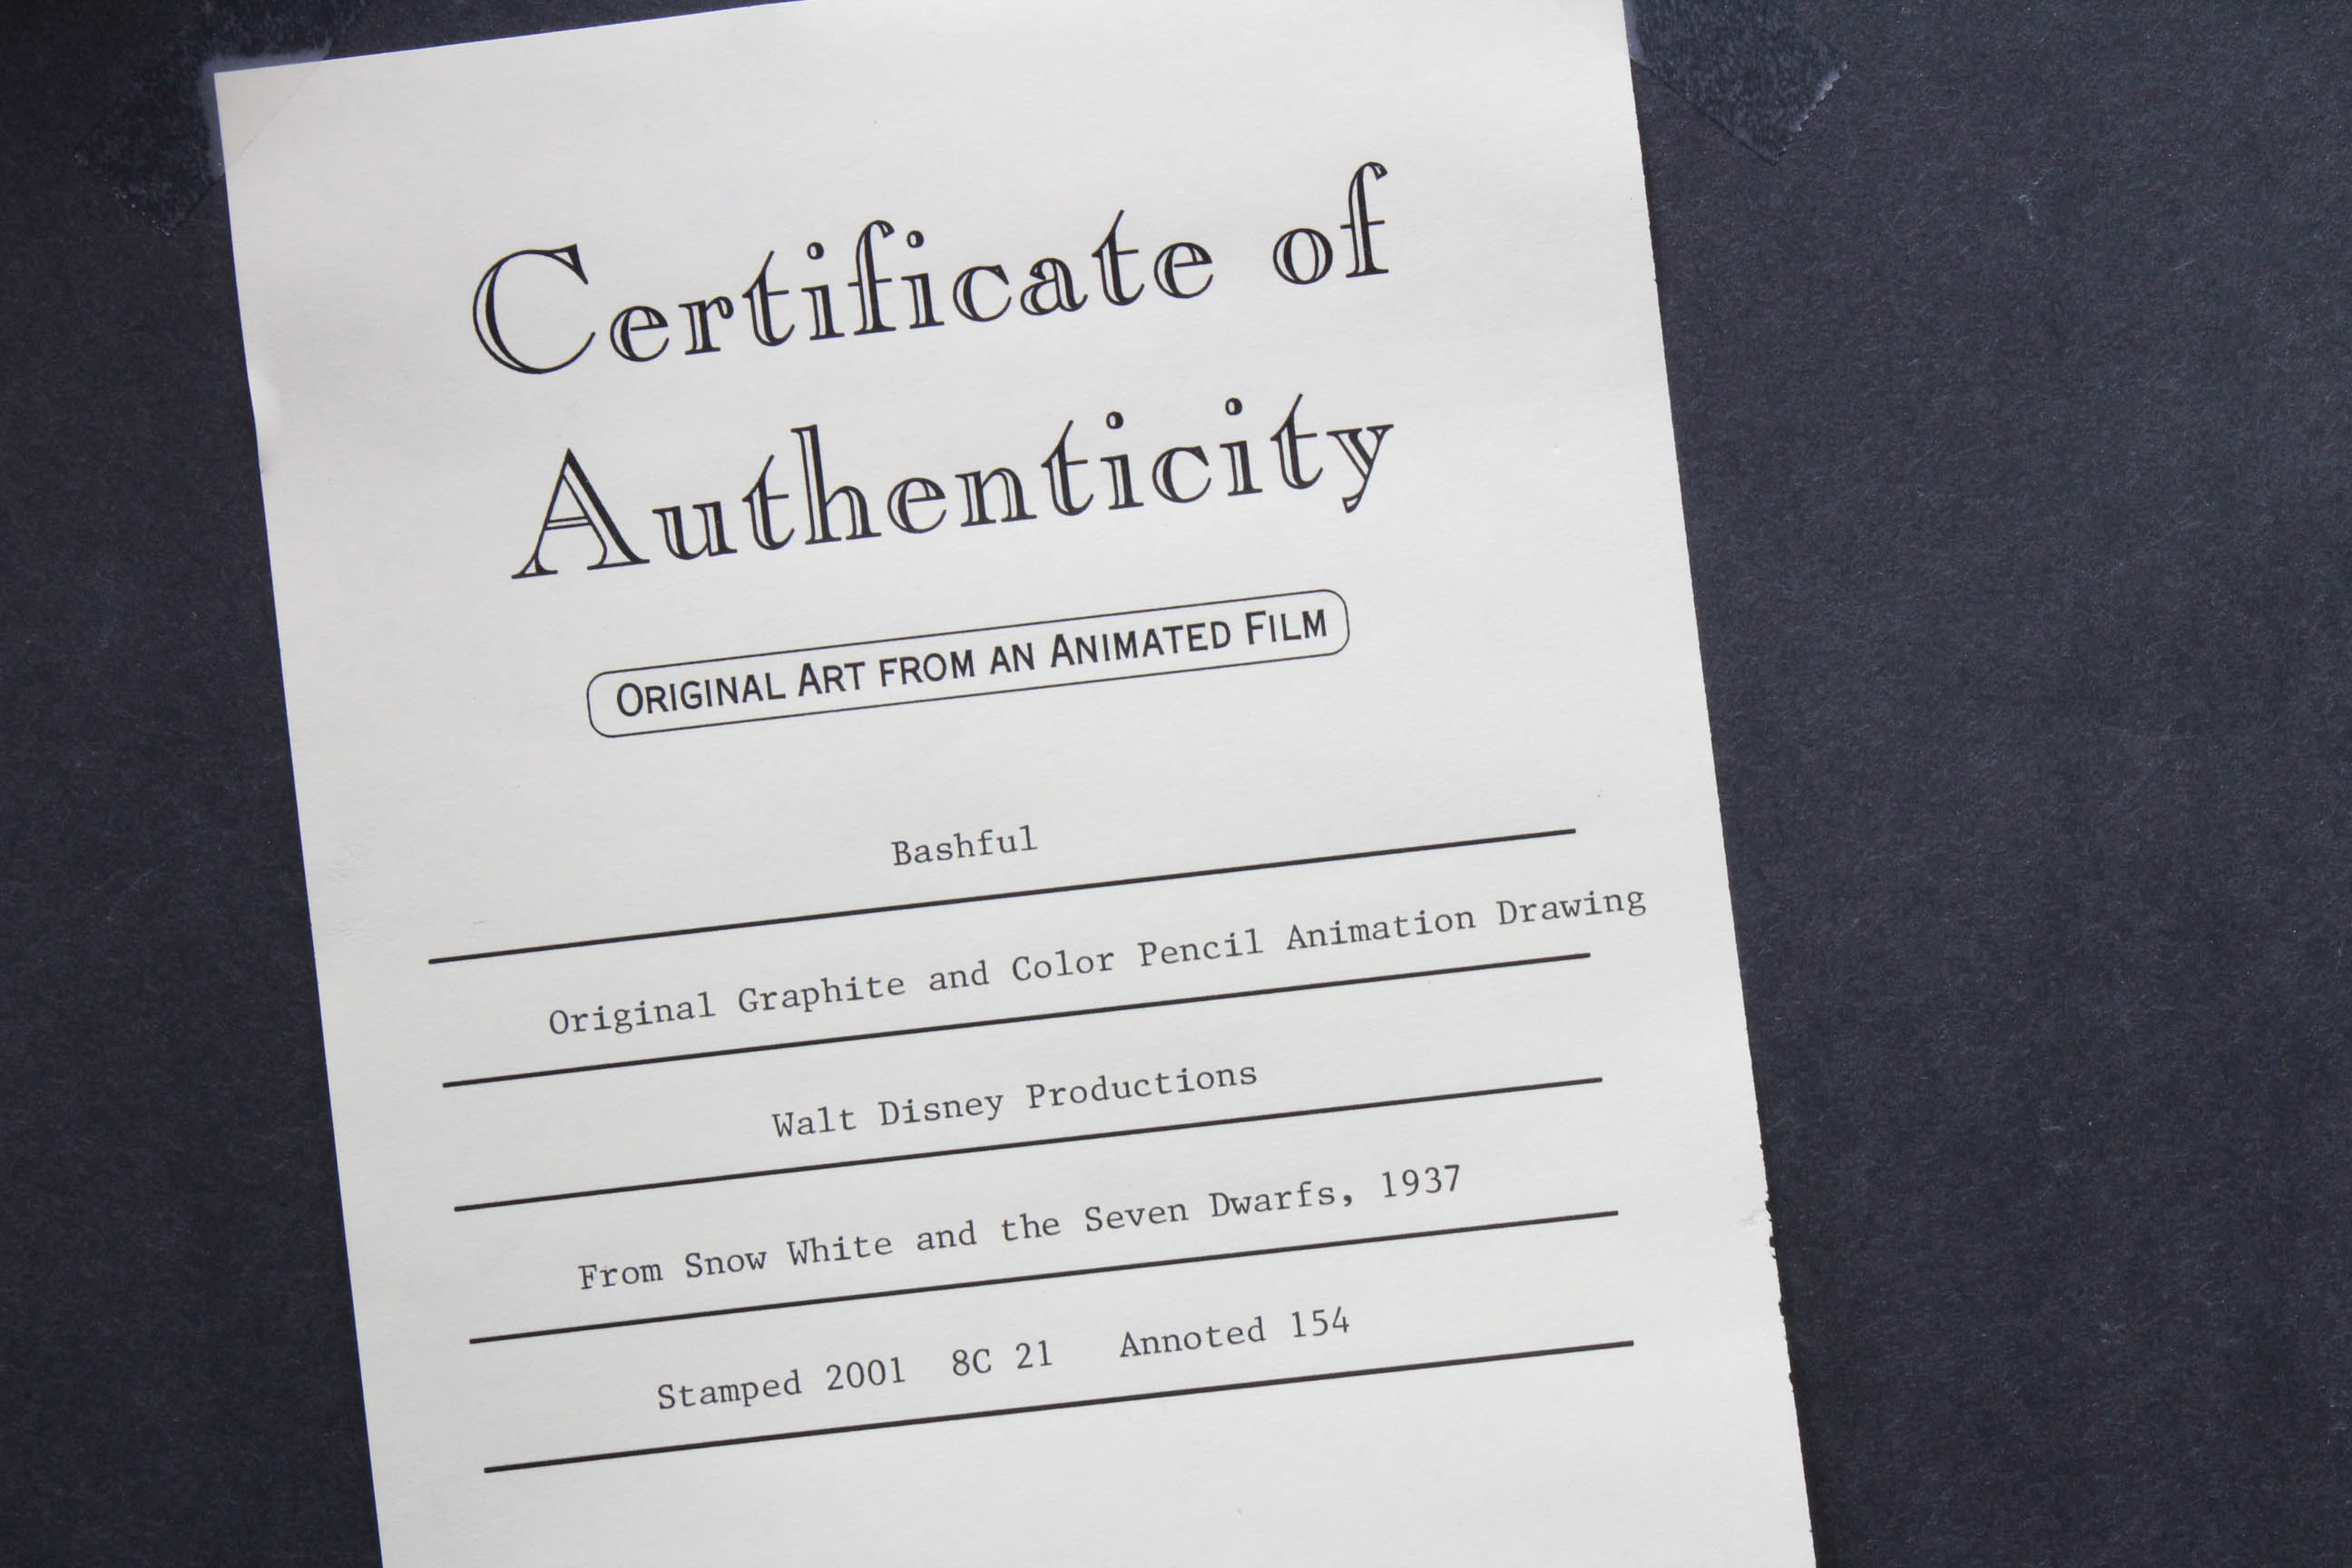 Certificate of
Authenticity
Original Art from an Animated Film
Bashful
Original Graphite and Color Pencil Animation Drawing
Walt Disney Productions
From Snow White and the Seven Dwarfs, 1937
Stamped 2001 8C 21 Annoted 154